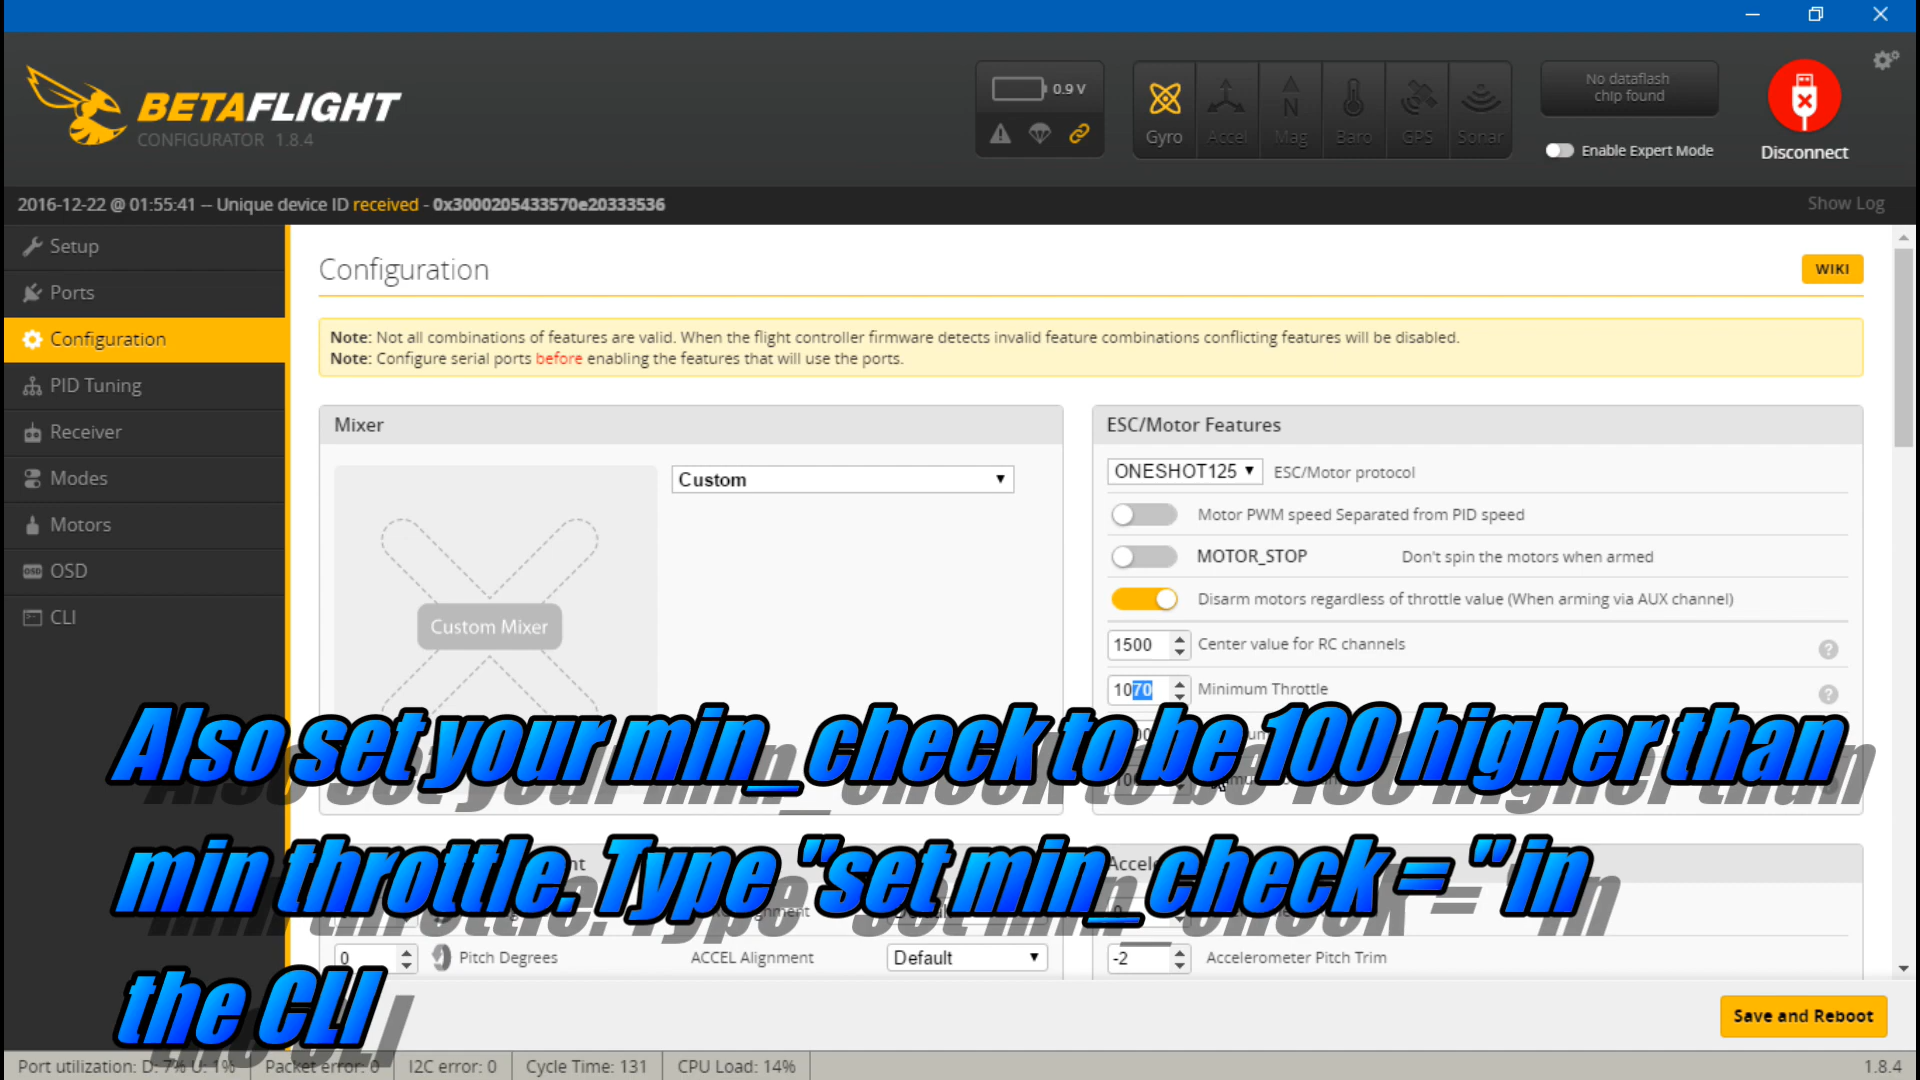 BETAFLIGHT
CONFIGURATOR 1.8.4
0.9 V
Gyro
Accel
Mag
Baro
GPS
Sonar
No dataflash
chip found
Enable Expert Mode
Disconnect
2016-12-22 @ 01:55:41 -- Unique device ID received - 0x3000205433570e20333536
Show Log
Setup
Ports
Configuration
PID Tuning
Receiver
Modes
Motors
OSD
CLI
Configuration
WIKI
Note: Not all combinations of features are valid. When the flight controller firmware detects invalid feature combinations conflicting features will be disabled.
Note: Configure serial ports before enabling the features that will use the ports.
Mixer
Custom
Custom Mixer
ESC/Motor Features
ONESHOT125 ESC/Motor protocol
Motor PWM speed Separated from PID speed
MOTOR_STOP Don't spin the motors when armed
Disarm motors regardless of throttle value (When arming via AUX channel)
1500 Center value for RC channels
1070 Minimum Throttle
Also set your min_check to be 100 higher than
min throttle. Type "set min_check = " in
the CLI
0 Pitch Degrees ACCEL Alignment Default
-2 Accelerometer Pitch Trim
Save and Reboot
Port utilization: D: 7% U: 1%
Packet error: 0
I2C error: 0
Cycle Time: 131
CPU Load: 14%
1.8.4